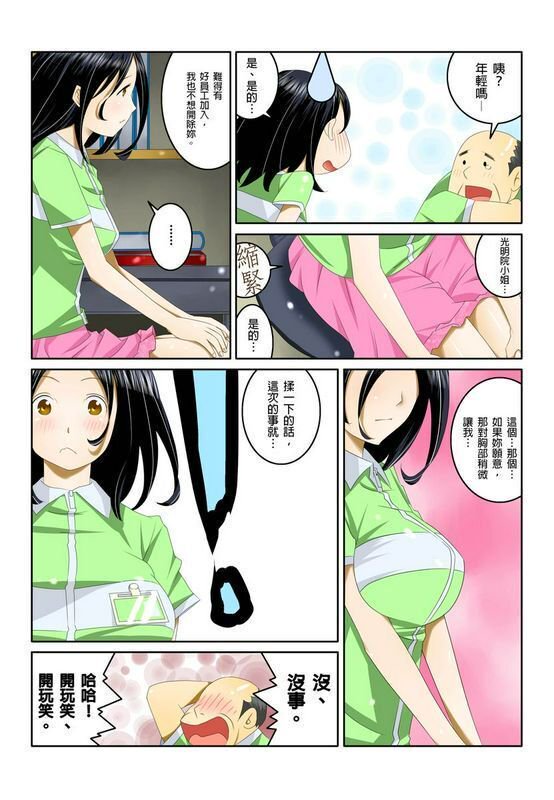 咦？
年輕嗎—
是、是的…
難得有
好員工加入，
我也不想開除妳。
……
光明院小姐…
縮緊
是的…
這個…那個…
如果妳願意，
那對胸部稍微
讓我…
揉一下的話，
這次的事就…
沒、
沒事。
哈哈！
開玩笑、
開玩笑。